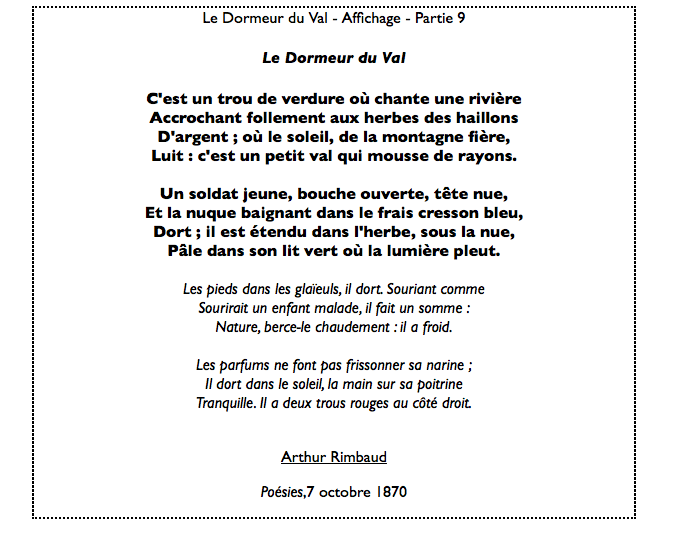 Le Dormeur du Val - Affichage - Partie 9
Le Dormeur du Val
C'est un trou de verdure où chante une rivière
Accrochant follement aux herbes des haillons
D'argent ; où le soleil, de la montagne fière,
Luit : c'est un petit val qui mousse de rayons.
Un soldat jeune, bouche ouverte, tête nue,
Et la nuque baignant dans le frais cresson bleu,
Dort ; il est étendu dans l'herbe, sous la nue,
Pâle dans son lit vert où la lumière pleut.
Les pieds dans les glaïeuls, il dort. Souriant comme
Sourirait un enfant malade, il fait un somme :
Nature, berce-le chaudement : il a froid.
Les parfums ne font pas frissonner sa narine ;
Il dort dans le soleil, la main sur sa poitrine
Tranquille. Il a deux trous rouges au côté droit.
Arthur Rimbaud
Poésies,7 octobre 1870